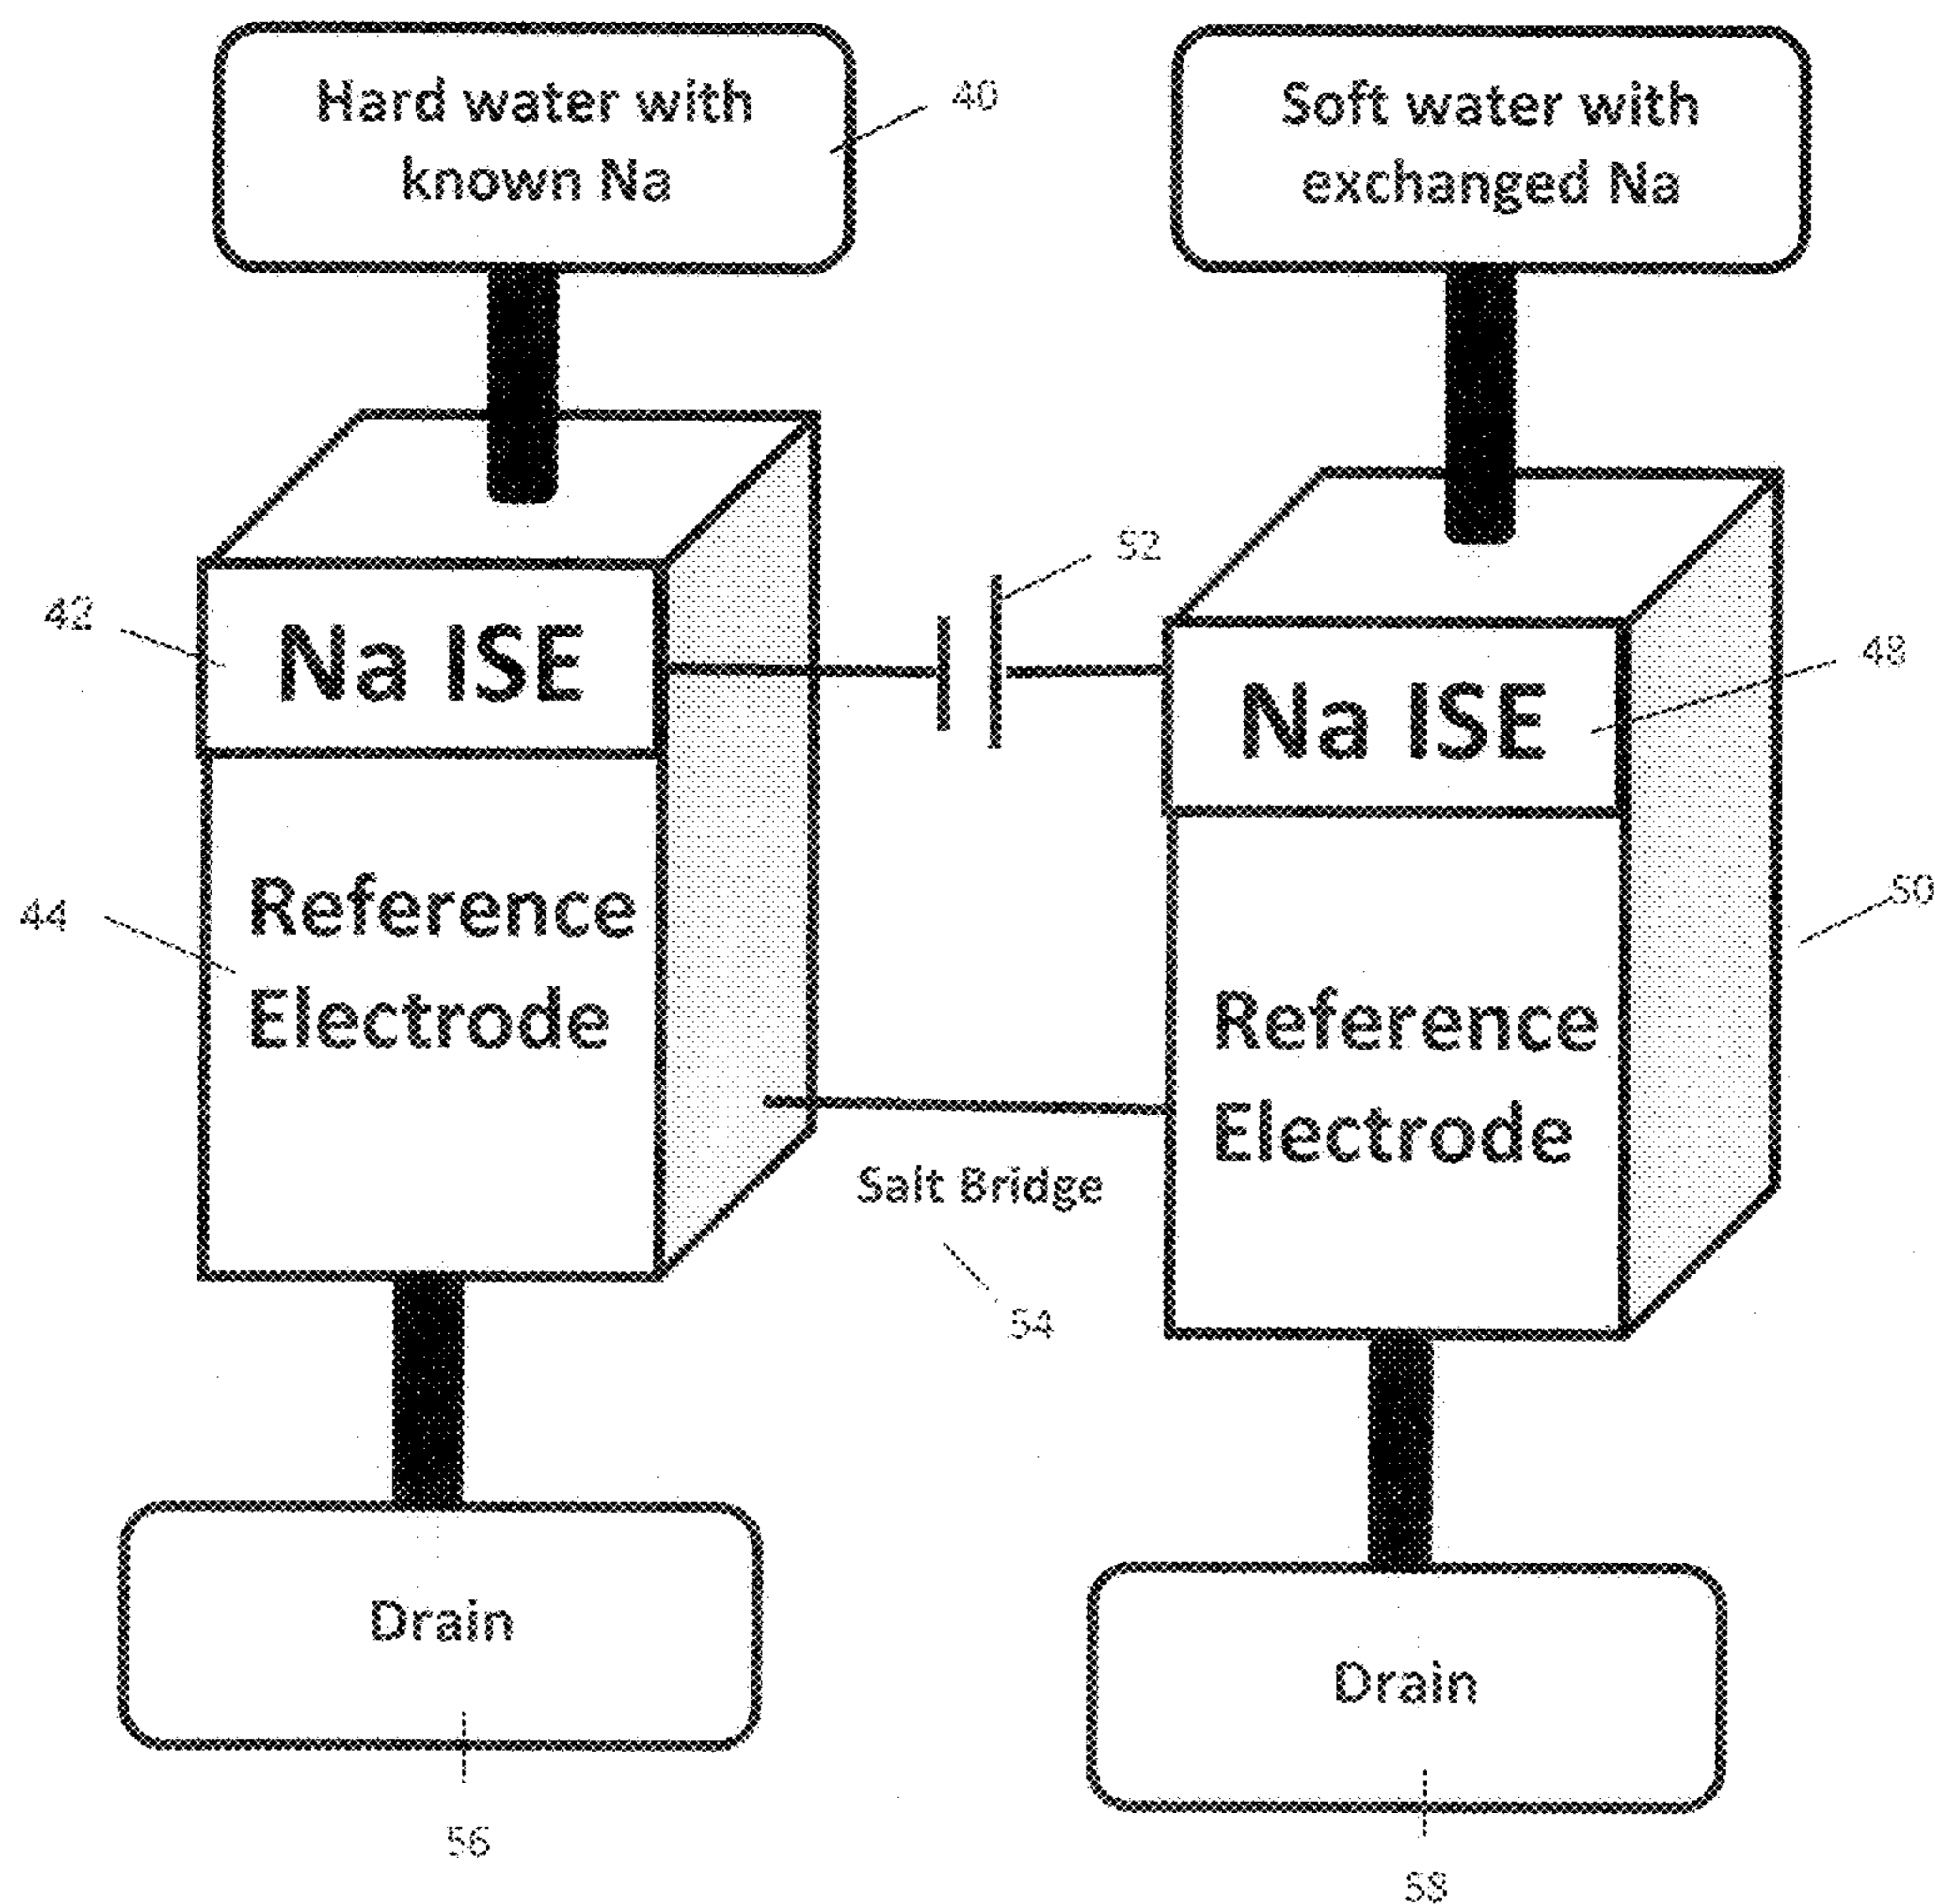 Hard water with
known Na
40
Soft water with
exchanged Na
52
42
Na ISE
48
Na ISE
44
Reference
Electrode
50
Reference
Electrode
Salt Bridge
54
Drain
56
Drain
58